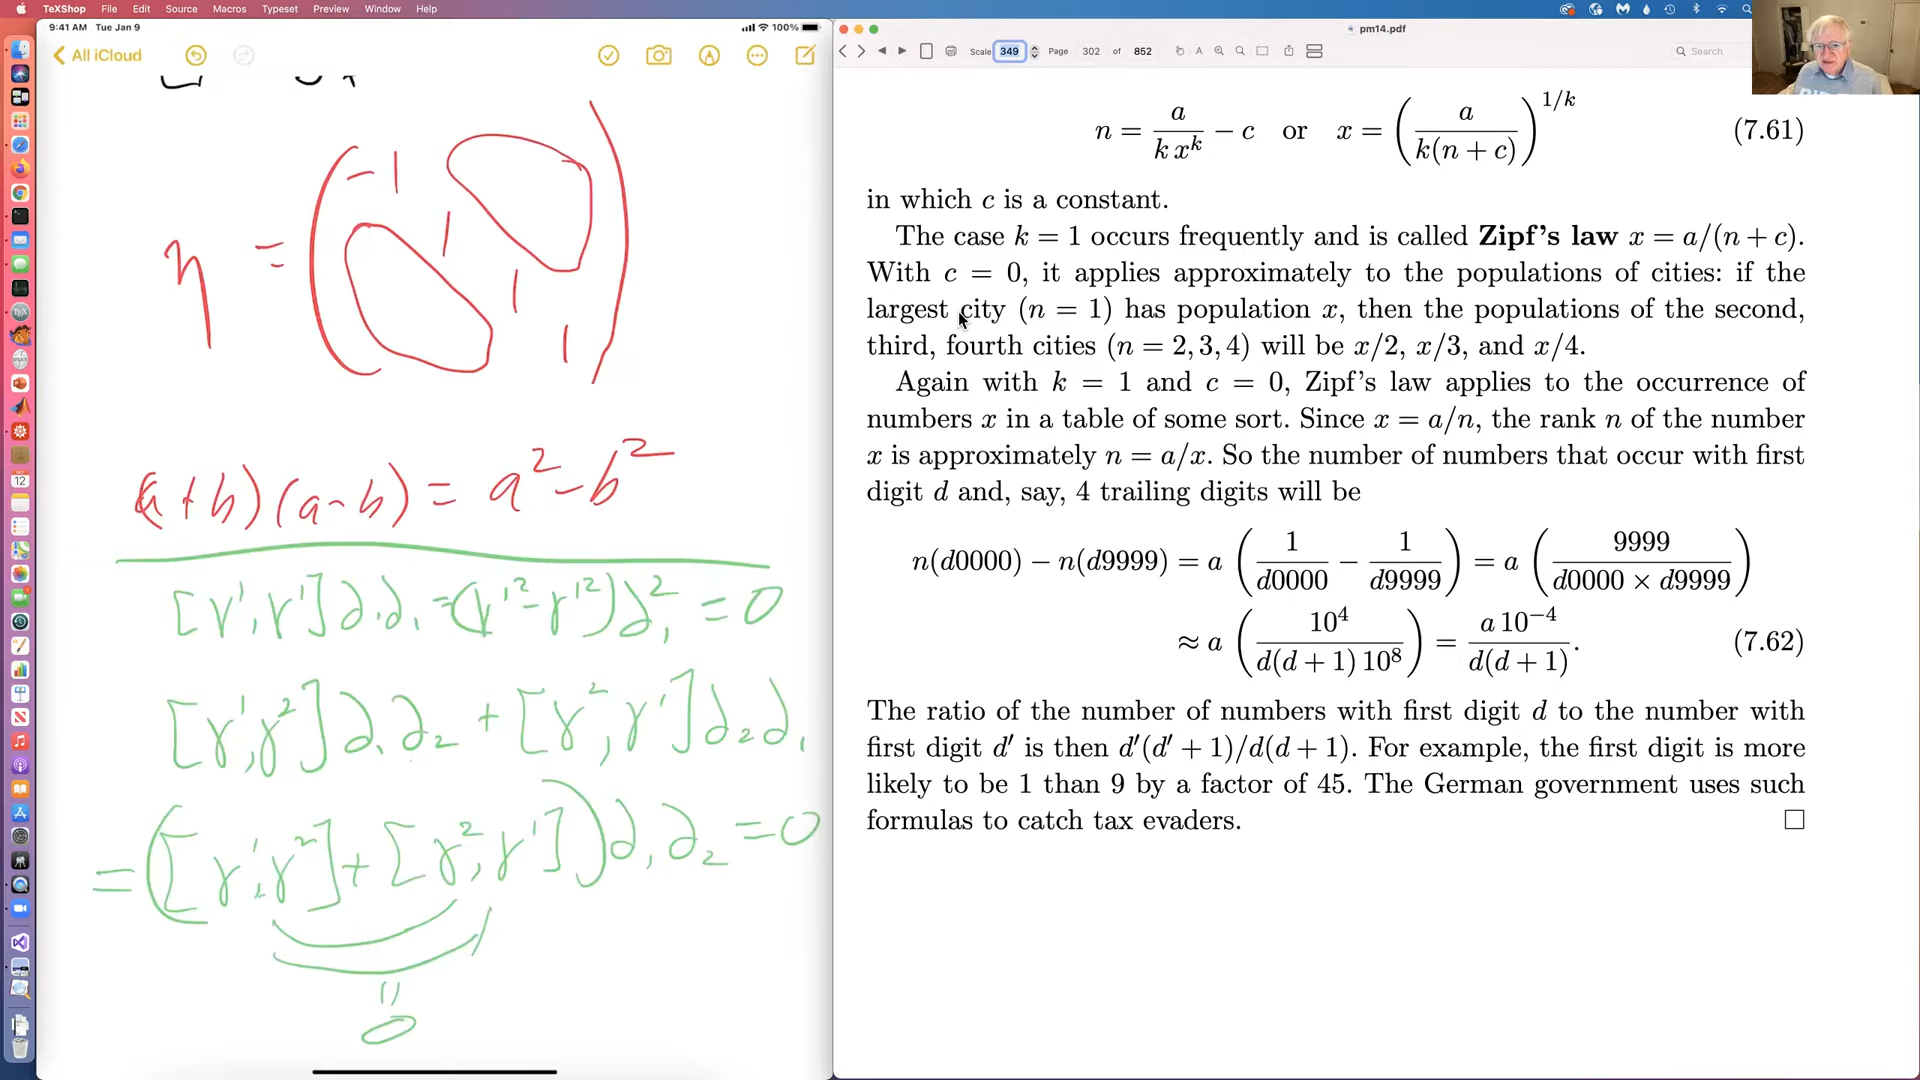 TeXShop File Edit Source Macros Typeset Preview Window Help
9:41 AM Tue Jan 9 100%
All iCloud
η = ( -1 1 1 1 )
(a+b)(a-b) = a² - b²
[γ¹, γ¹]∂₁∂₁ = (γ¹² - γ¹²)∂₁² = 0
[γ¹, γ²]∂₁∂₂ + [γ², γ¹]∂₂∂₁
= ([γ¹, γ²] + [γ², γ¹])∂₁∂₂ = 0
"
0
pm14.pdf
Scale 349 Page 302 of 852 Search
n = a / (k x^k) − c or x = ( a / (k(n + c)) )^{1/k} (7.61)
in which c is a constant.
The case k = 1 occurs frequently and is called Zipf’s law x = a/(n + c).
With c = 0, it applies approximately to the populations of cities: if the
largest city (n = 1) has population x, then the populations of the second,
third, fourth cities (n = 2, 3, 4) will be x/2, x/3, and x/4.
Again with k = 1 and c = 0, Zipf’s law applies to the occurrence of
numbers x in a table of some sort. Since x = a/n, the rank n of the number
x is approximately n = a/x. So the number of numbers that occur with first
digit d and, say, 4 trailing digits will be
n(d0000) − n(d9999) = a ( 1/d0000 − 1/d9999 ) = a ( 9999 / (d0000 × d9999) )
≈ a ( 10⁴ / (d(d + 1) 10⁸) ) = a 10⁻⁴ / (d(d + 1)). (7.62)
The ratio of the number of numbers with first digit d to the number with
first digit d′ is then d′(d′ + 1)/d(d + 1). For example, the first digit is more
likely to be 1 than 9 by a factor of 45. The German government uses such
formulas to catch tax evaders. □